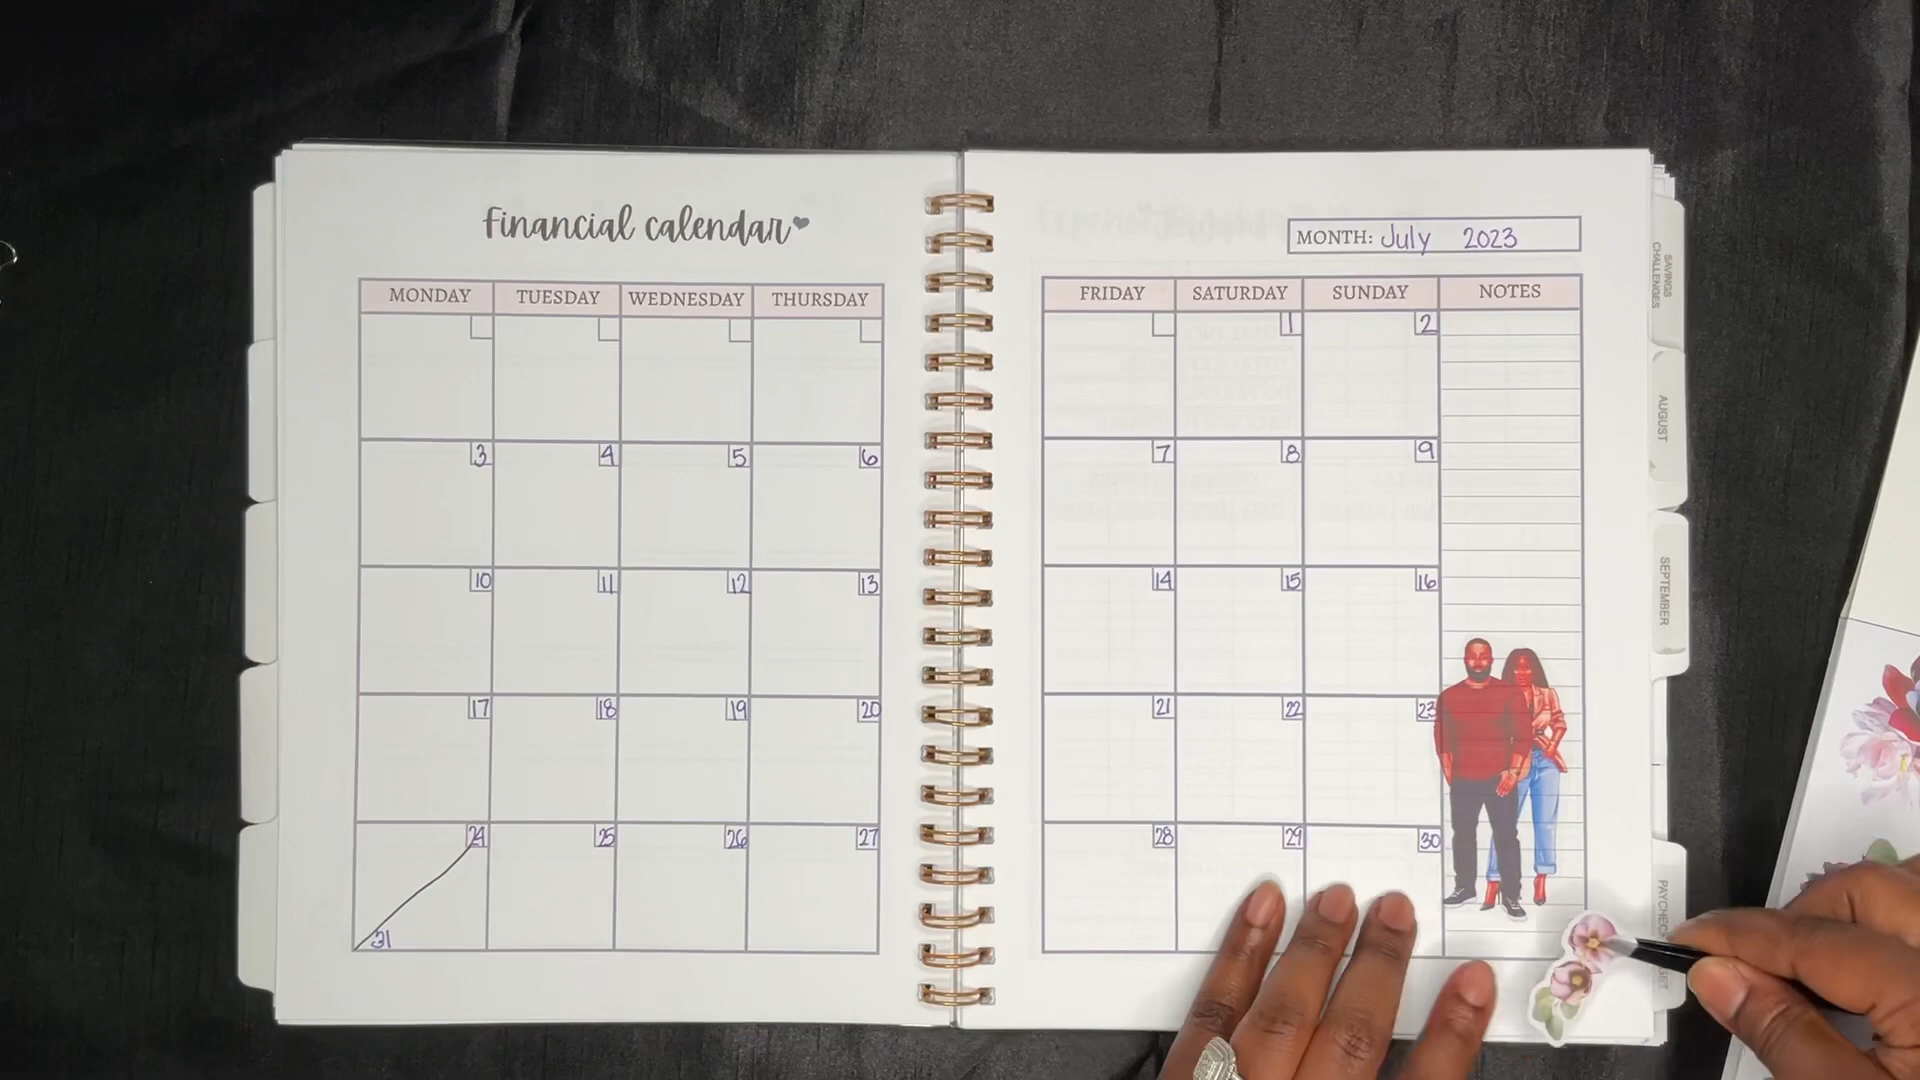 Financial calendar
MONTH: July 2023
MONDAY TUESDAY WEDNESDAY THURSDAY
FRIDAY SATURDAY SUNDAY NOTES
1 2
3 4 5 6 7 8 9
10 11 12 13 14 15 16
17 18 19 20 21 22 23
24 25 26 27 28 29 30
31
SAVINGS
CHALLENGES
AUGUST
SEPTEMBER